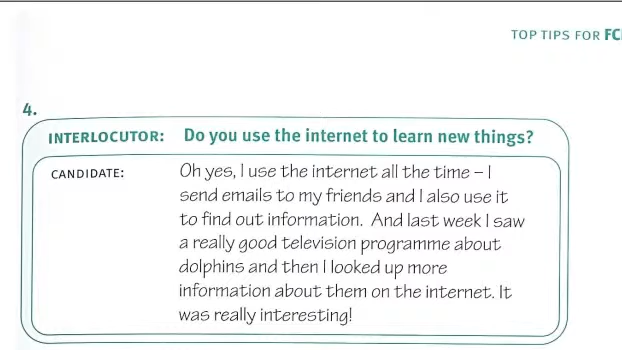 TOP TIPS FOR FC
4.
INTERLOCUTOR: Do you use the internet to learn new things?
CANDIDATE: Oh yes, I use the internet all the time – I
send emails to my friends and I also use it
to find out information. And last week I saw
a really good television programme about
dolphins and then I looked up more
information about them on the internet. It
was really interesting!